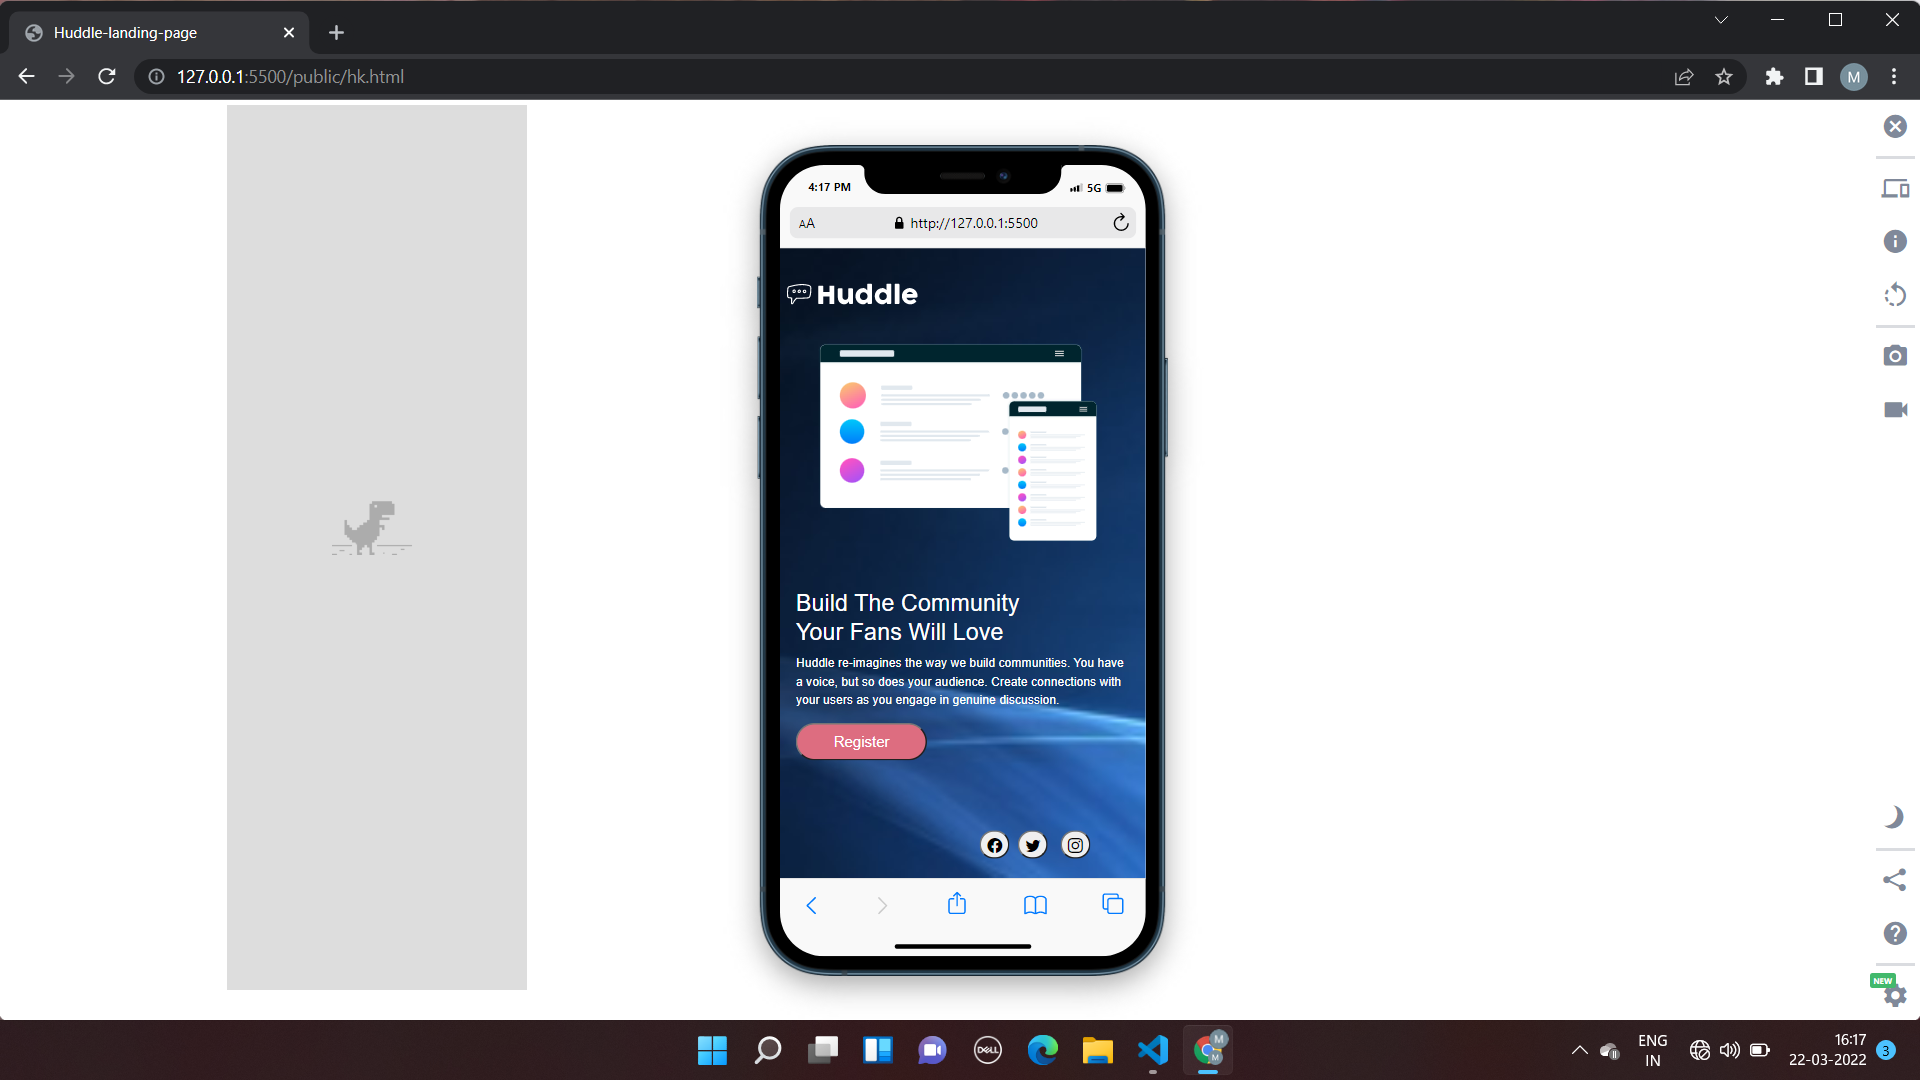 Huddle-landing-page
127.0.0.1:5500/public/hk.html
M
4:17 PM
5G
AA
http://127.0.0.1:5500
Huddle
Build The Community
Your Fans Will Love
Huddle re-imagines the way we build communities. You have
a voice, but so does your audience. Create connections with
your users as you engage in genuine discussion.
Register
NEW
DELL
M
M
ENG
IN
16:17
22-03-2022
3